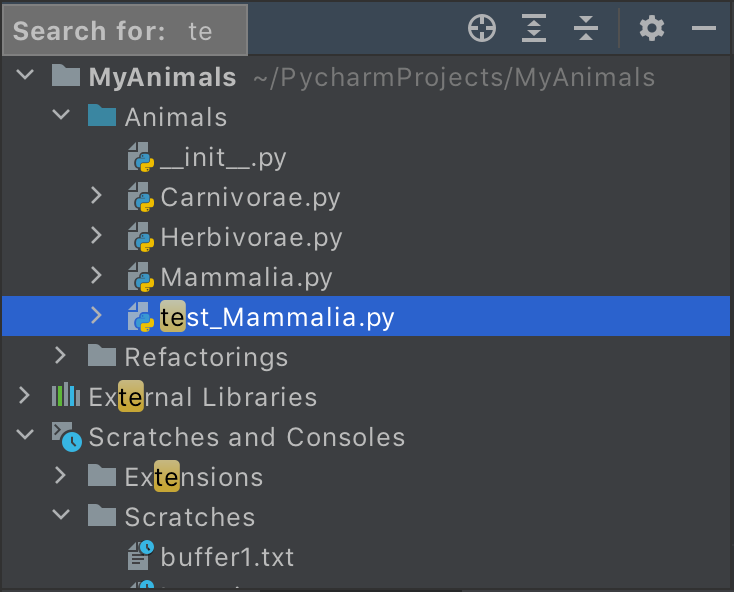 Search for: te
MyAnimals ~/PycharmProjects/MyAnimals
Animals
__init__.py
Carnivorae.py
Herbivorae.py
Mammalia.py
test_Mammalia.py
Refactorings
External Libraries
Scratches and Consoles
Extensions
Scratches
buffer1.txt